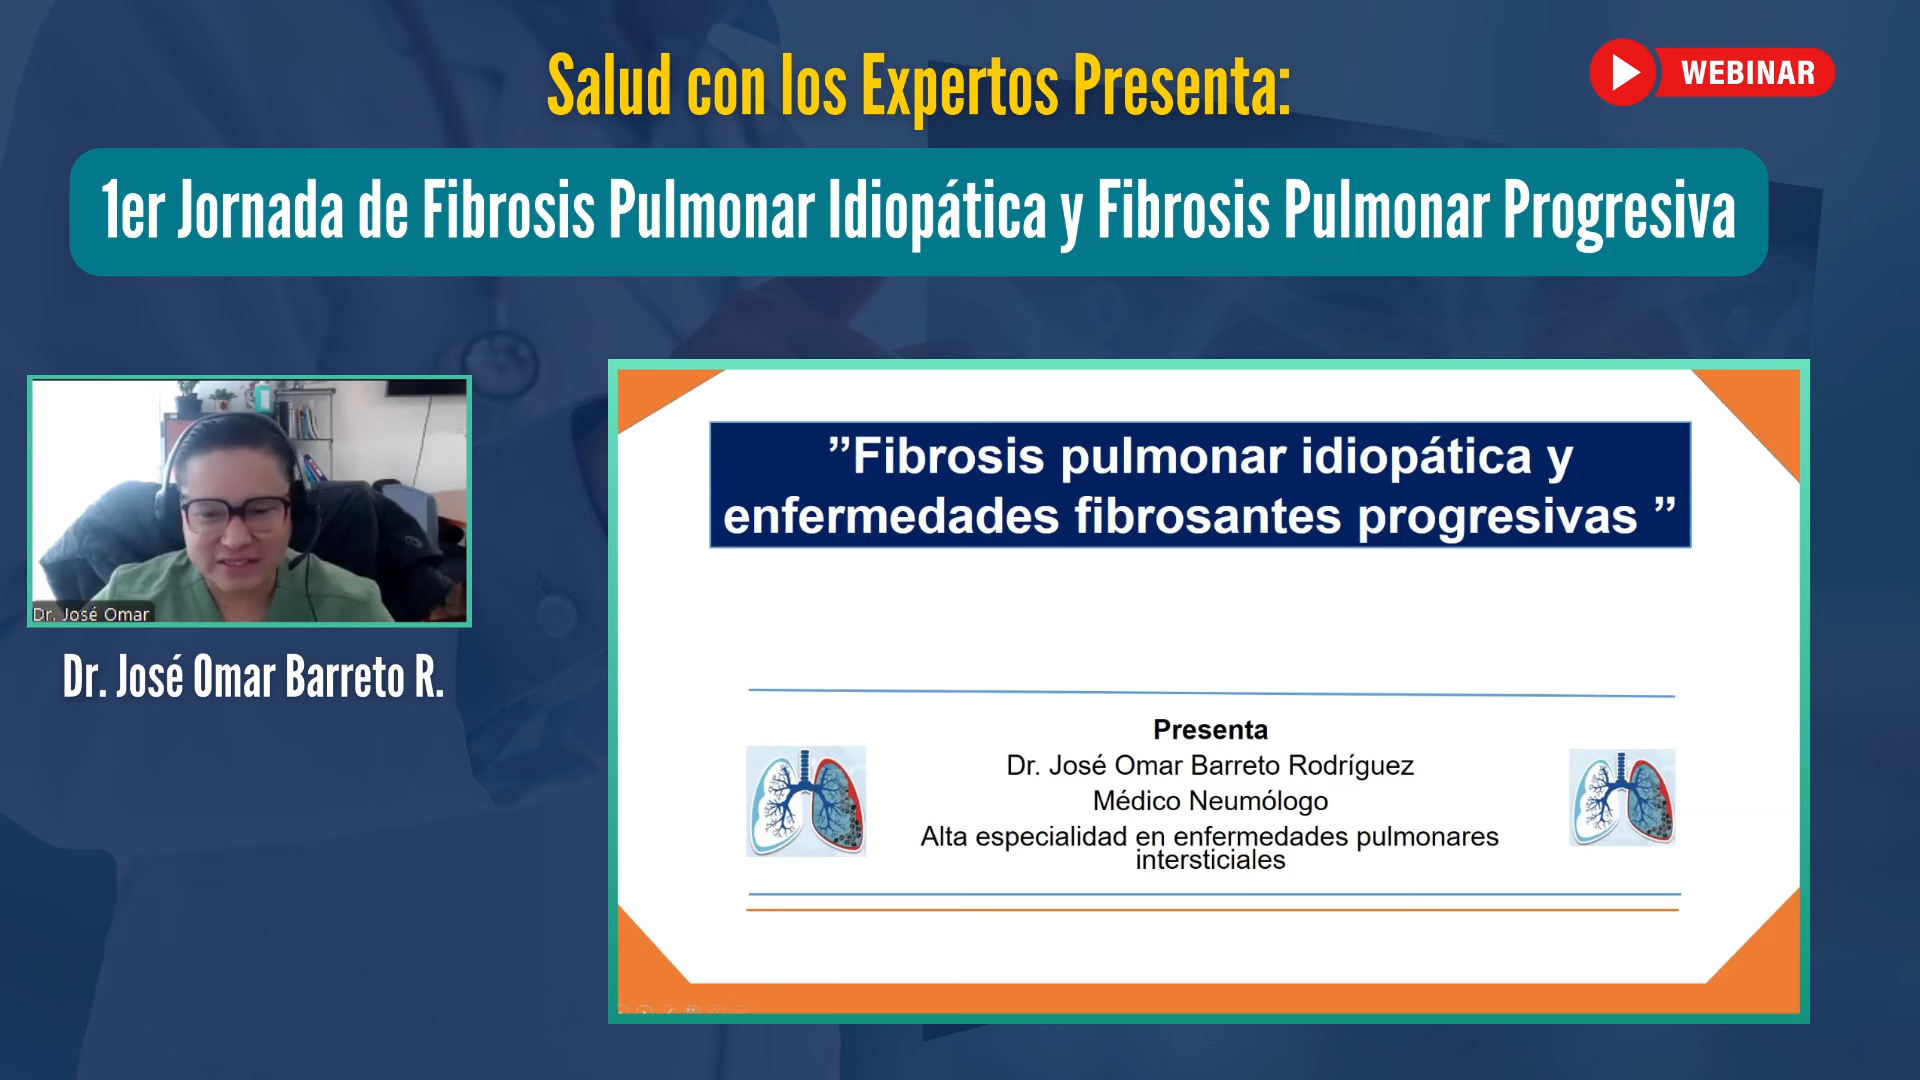 Salud con los Expertos Presenta:
WEBINAR
1er Jornada de Fibrosis Pulmonar Idiopática y Fibrosis Pulmonar Progresiva
Dr. José Omar
Dr. José Omar Barreto R.
”Fibrosis pulmonar idiopática y
enfermedades fibrosantes progresivas ”
Presenta
Dr. José Omar Barreto Rodríguez
Médico Neumólogo
Alta especialidad en enfermedades pulmonares
intersticiales